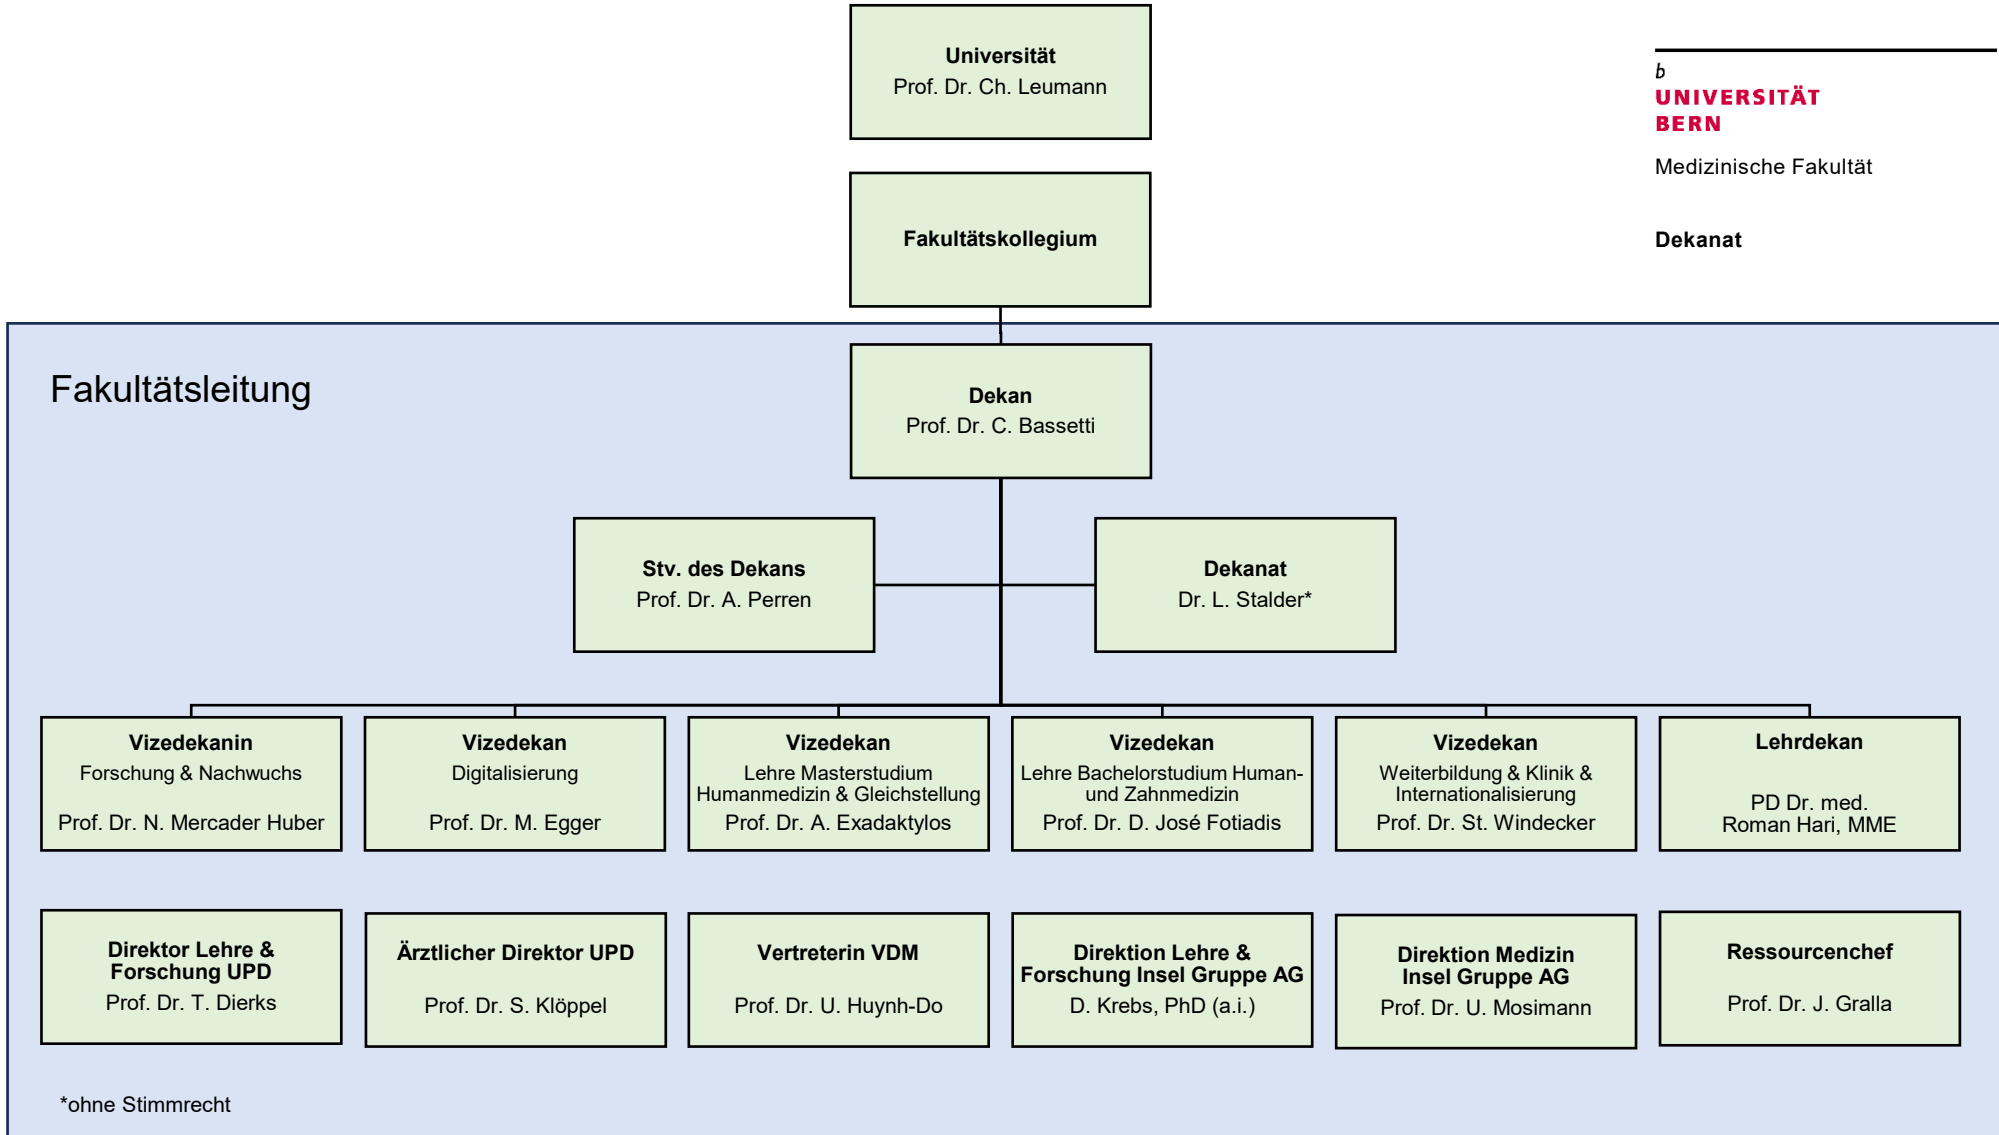 Universität
Prof. Dr. Ch. Leumann
b
UNIVERSITÄT
BERN
Medizinische Fakultät
Dekanat
Fakultätskollegium
Fakultätsleitung
Dekan
Prof. Dr. C. Bassetti
Stv. des Dekans
Prof. Dr. A. Perren
Dekanat
Dr. L. Stalder*
Vizedekanin
Forschung & Nachwuchs
Prof. Dr. N. Mercader Huber
Vizedekan
Digitalisierung
Prof. Dr. M. Egger
Vizedekan
Lehre Masterstudium
Humanmedizin & Gleichstellung
Prof. Dr. A. Exadaktylos
Vizedekan
Lehre Bachelorstudium Human-
und Zahnmedizin
Prof. Dr. D. José Fotiadis
Vizedekan
Weiterbildung & Klinik &
Internationalisierung
Prof. Dr. St. Windecker
Lehrdekan
PD Dr. med.
Roman Hari, MME
Direktor Lehre &
Forschung UPD
Prof. Dr. T. Dierks
Ärztlicher Direktor UPD
Prof. Dr. S. Klöppel
Vertreterin VDM
Prof. Dr. U. Huynh-Do
Direktion Lehre &
Forschung Insel Gruppe AG
D. Krebs, PhD (a.i.)
Direktion Medizin
Insel Gruppe AG
Prof. Dr. U. Mosimann
Ressourcenchef
Prof. Dr. J. Gralla
*ohne Stimmrecht